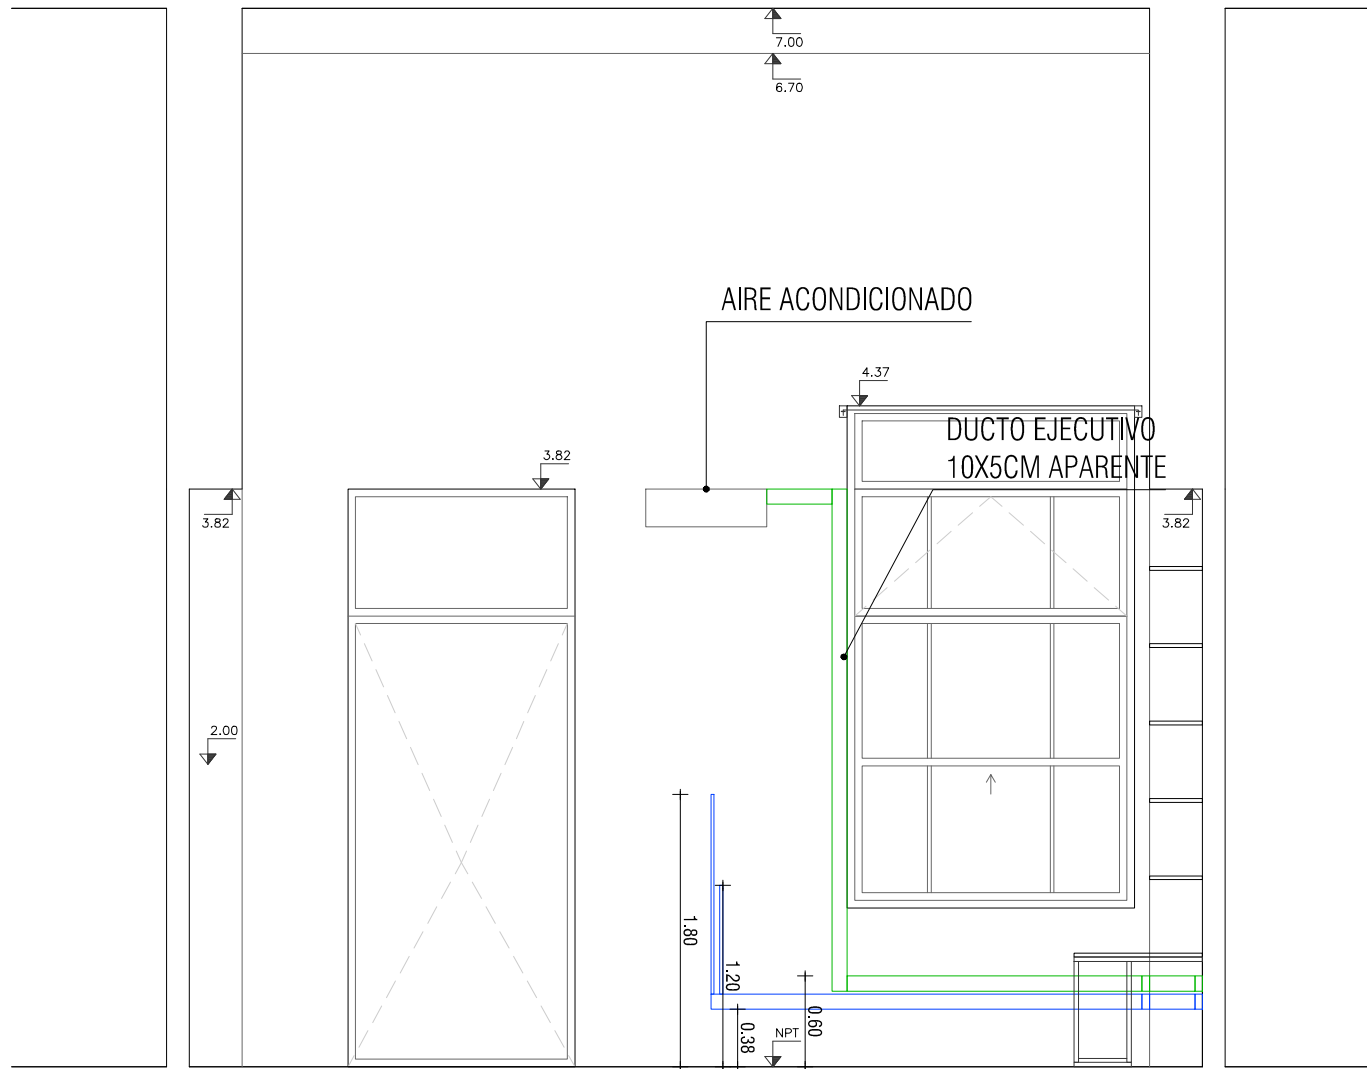 7.00
6.70
AIRE ACONDICIONADO
4.37
DUCTO EJECUTIVO
10X5CM APARENTE
3.82
3.82
3.82
2.00
1.80
1.20
0.60
0.38
NPT